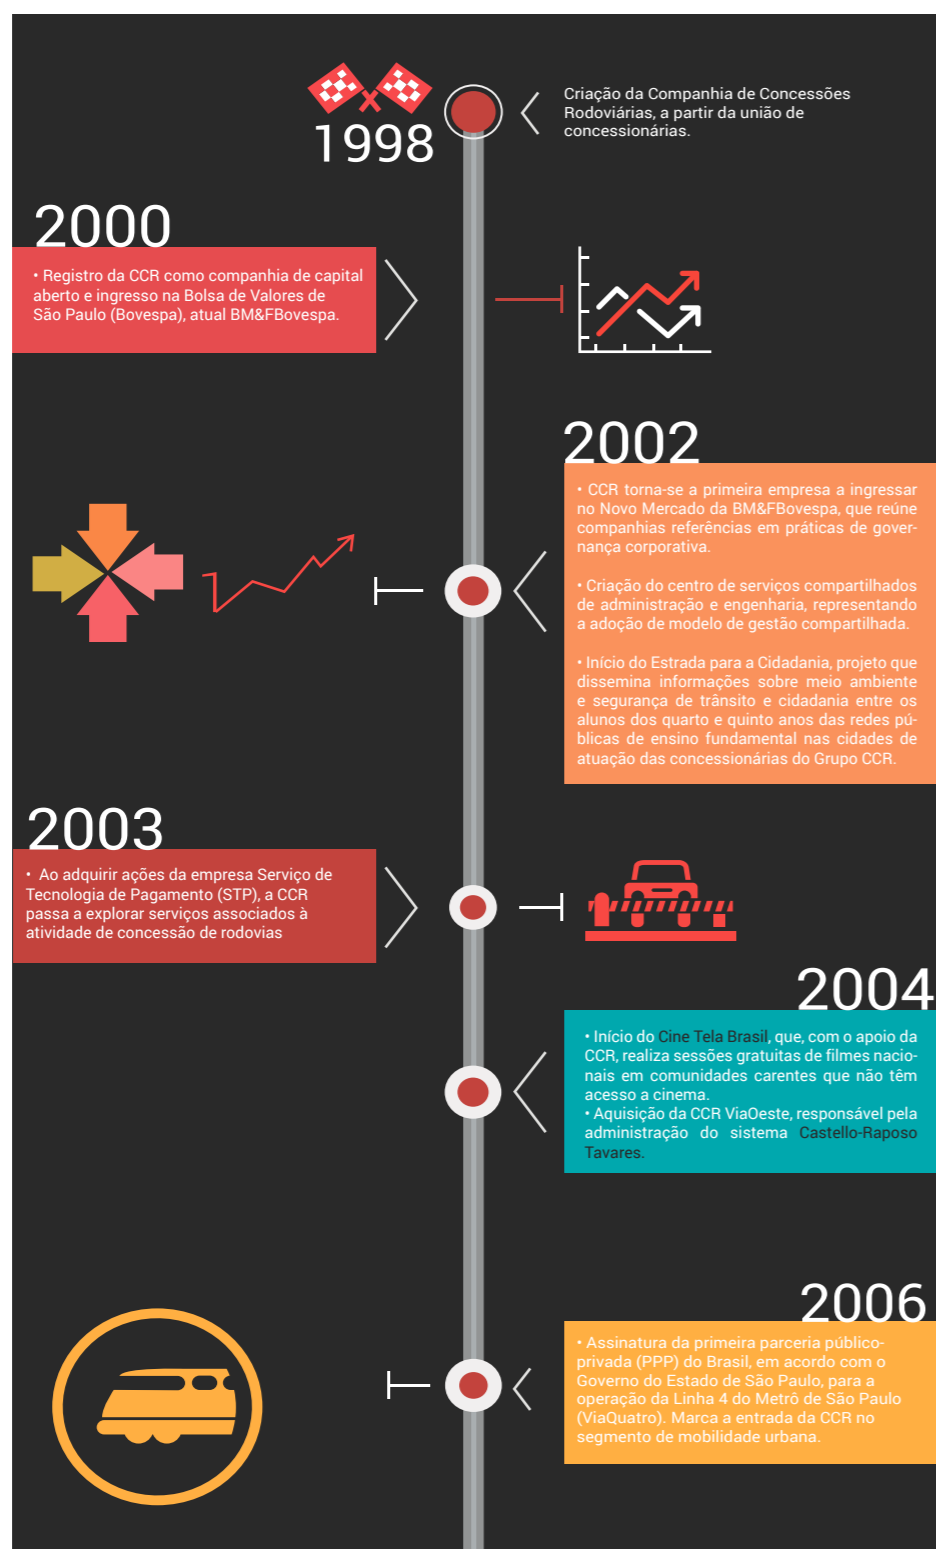 1998
Criação da Companhia de Concessões
Rodoviárias, a partir da união de
concessionárias.
2000
• Registro da CCR como companhia de capital
aberto e ingresso na Bolsa de Valores de
São Paulo (Bovespa), atual BM&FBovespa.
2002
• CCR torna-se a primeira empresa a ingressar
no Novo Mercado da BM&FBovespa, que reúne
companhias referências em práticas de gover-
nança corporativa.
• Criação do centro de serviços compartilhados
de administração e engenharia, representando
a adoção de modelo de gestão compartilhada.
• Início do Estrada para a Cidadania, projeto que
dissemina informações sobre meio ambiente
e segurança de trânsito e cidadania entre os
alunos dos quarto e quinto anos das redes pú-
blicas de ensino fundamental nas cidades de
atuação das concessionárias do Grupo CCR.
2003
• Ao adquirir ações da empresa Serviço de
Tecnologia de Pagamento (STP), a CCR
passa a explorar serviços associados à
atividade de concessão de rodovias
2004
• Início do Cine Tela Brasil, que, com o apoio da
CCR, realiza sessões gratuitas de filmes nacio-
nais em comunidades carentes que não têm
acesso a cinema.
• Aquisição da CCR ViaOeste, responsável pela
administração do sistema Castello-Raposo
Tavares.
2006
• Assinatura da primeira parceria público-
privada (PPP) do Brasil, em acordo com o
Governo do Estado de São Paulo, para a
operação da Linha 4 do Metrô de São Paulo
(ViaQuatro). Marca a entrada da CCR no
segmento de mobilidade urbana.